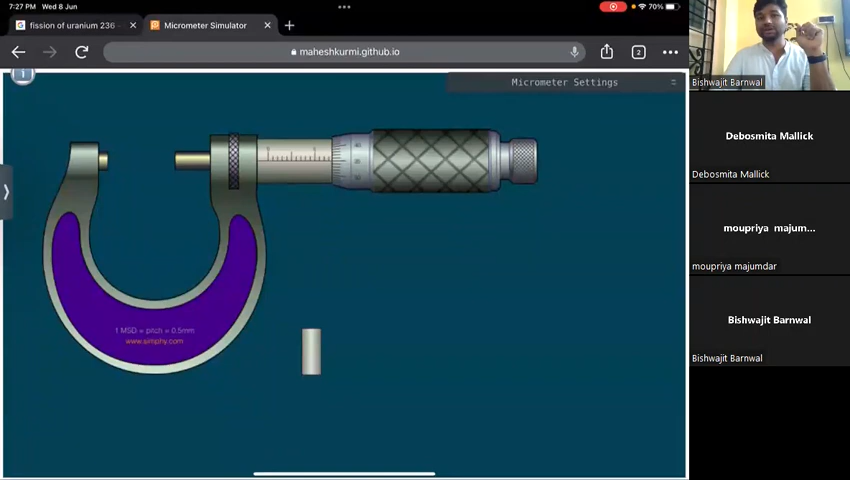 7:27 PM Wed 8 Jun
70%
fission of uranium 236
Micrometer Simulator
maheshkurmi.github.io
2
Micrometer Settings
1 MSD = pitch = 0.5mm
www.simphy.com
Bishwajit Barnwal
Debosmita Mallick
Debosmita Mallick
moupriya majum...
moupriya majumdar
Bishwajit Barnwal
Bishwajit Barnwal